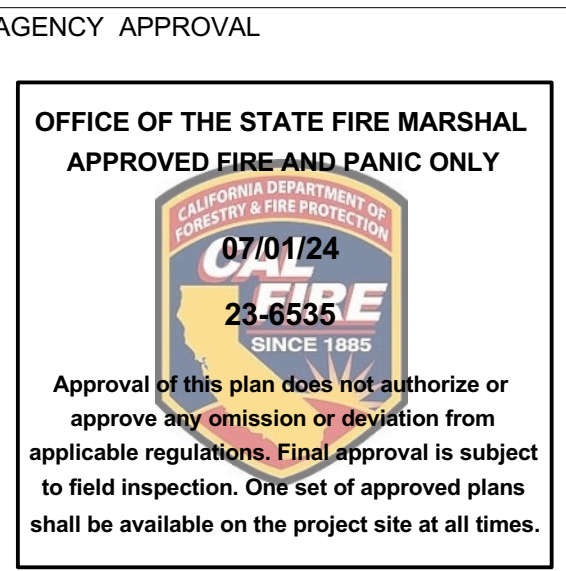 AGENCY APPROVAL
OFFICE OF THE STATE FIRE MARSHAL
APPROVED FIRE AND PANIC ONLY
CALIFORNIA DEPARTMENT OF
FORESTRY & FIRE PROTECTION
07/01/24
CAL
FIRE
23-6535
SINCE 1885
Approval of this plan does not authorize or
approve any omission or deviation from
applicable regulations. Final approval is subject
to field inspection. One set of approved plans
shall be available on the project site at all times.